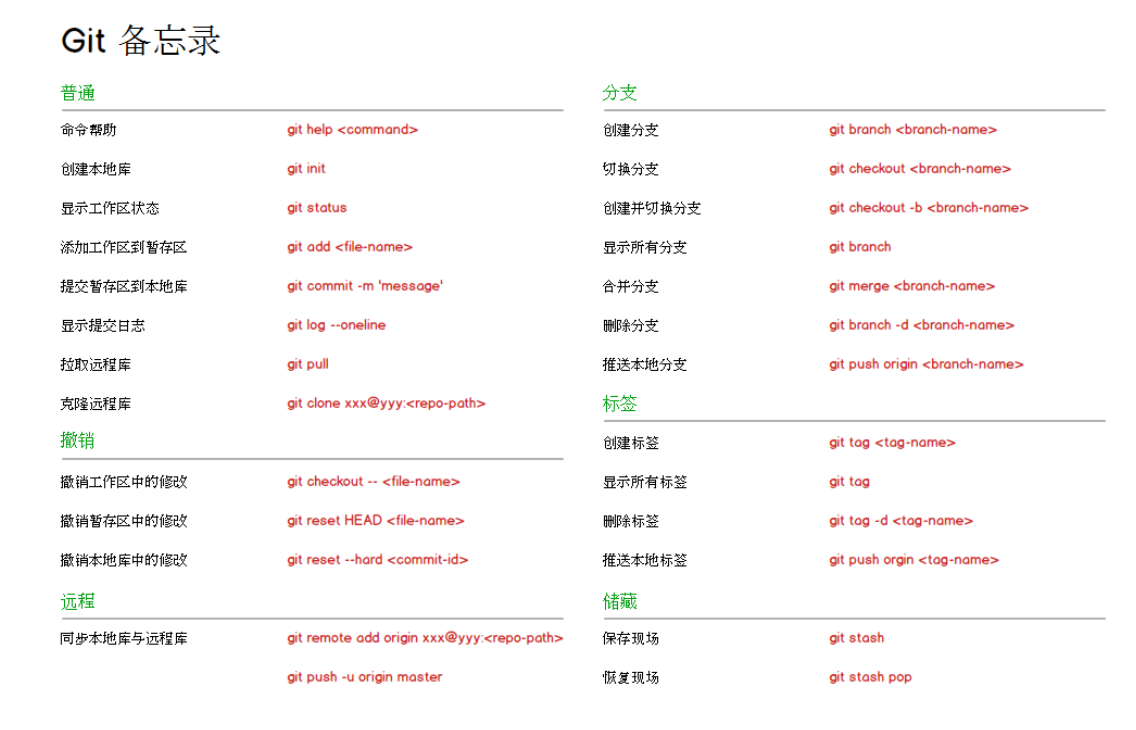 Git 备忘录
普通
命令帮助 git help <command>
创建本地库 git init
显示工作区状态 git status
添加工作区到暂存区 git add <file-name>
提交暂存区到本地库 git commit -m 'message'
显示提交日志 git log --oneline
拉取远程库 git pull
克隆远程库 git clone xxx@yyy:<repo-path>
撤销
撤销工作区中的修改 git checkout -- <file-name>
撤销暂存区中的修改 git reset HEAD <file-name>
撤销本地库中的修改 git reset --hard <commit-id>
远程
同步本地库与远程库 git remote add origin xxx@yyy:<repo-path>
git push -u origin master
分支
创建分支 git branch <branch-name>
切换分支 git checkout <branch-name>
创建并切换分支 git checkout -b <branch-name>
显示所有分支 git branch
合并分支 git merge <branch-name>
删除分支 git branch -d <branch-name>
推送本地分支 git push origin <branch-name>
标签
创建标签 git tag <tag-name>
显示所有标签 git tag
删除标签 git tag -d <tag-name>
推送本地标签 git push orgin <tag-name>
储藏
保存现场 git stash
恢复现场 git stash pop